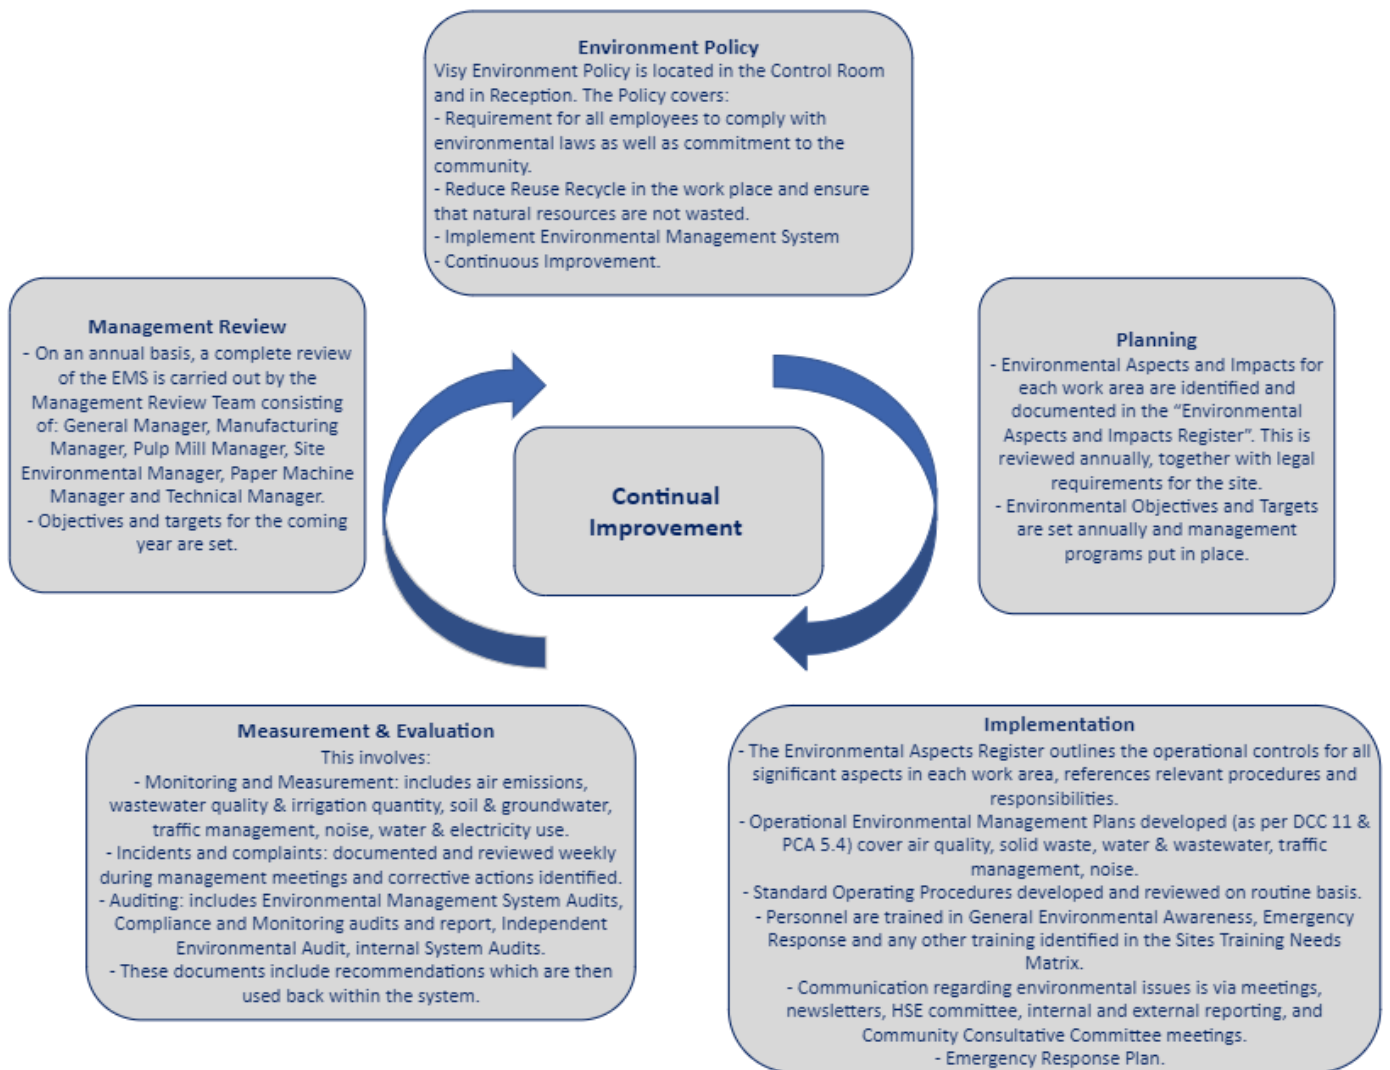 Environment Policy
Visy Environment Policy is located in the Control Room
and in Reception. The Policy covers:
- Requirement for all employees to comply with
environmental laws as well as commitment to the
community.
- Reduce Reuse Recycle in the work place and ensure
that natural resources are not wasted.
- Implement Environmental Management System
- Continuous Improvement.
Management Review
- On an annual basis, a complete review
of the EMS is carried out by the
Management Review Team consisting
of: General Manager, Manufacturing
Manager, Pulp Mill Manager, Site
Environmental Manager, Paper Machine
Manager and Technical Manager.
- Objectives and targets for the coming
year are set.
Planning
- Environmental Aspects and Impacts for
each work area are identified and
documented in the “Environmental
Aspects and Impacts Register”. This is
reviewed annually, together with legal
requirements for the site.
- Environmental Objectives and Targets
are set annually and management
programs put in place.
Continual
Improvement
Measurement & Evaluation
This involves:
- Monitoring and Measurement: includes air emissions,
wastewater quality & irrigation quantity, soil & groundwater,
traffic management, noise, water & electricity use.
- Incidents and complaints: documented and reviewed weekly
during management meetings and corrective actions identified.
- Auditing: includes Environmental Management System Audits,
Compliance and Monitoring audits and report, Independent
Environmental Audit, internal System Audits.
- These documents include recommendations which are then
used back within the system.
Implementation
- The Environmental Aspects Register outlines the operational controls for all
significant aspects in each work area, references relevant procedures and
responsibilities.
- Operational Environmental Management Plans developed (as per DCC 11 &
PCA 5.4) cover air quality, solid waste, water & wastewater, traffic
management, noise.
- Standard Operating Procedures developed and reviewed on routine basis.
- Personnel are trained in General Environmental Awareness, Emergency
Response and any other training identified in the Sites Training Needs
Matrix.
- Communication regarding environmental issues is via meetings,
newsletters, HSE committee, internal and external reporting, and
Community Consultative Committee meetings.
- Emergency Response Plan.